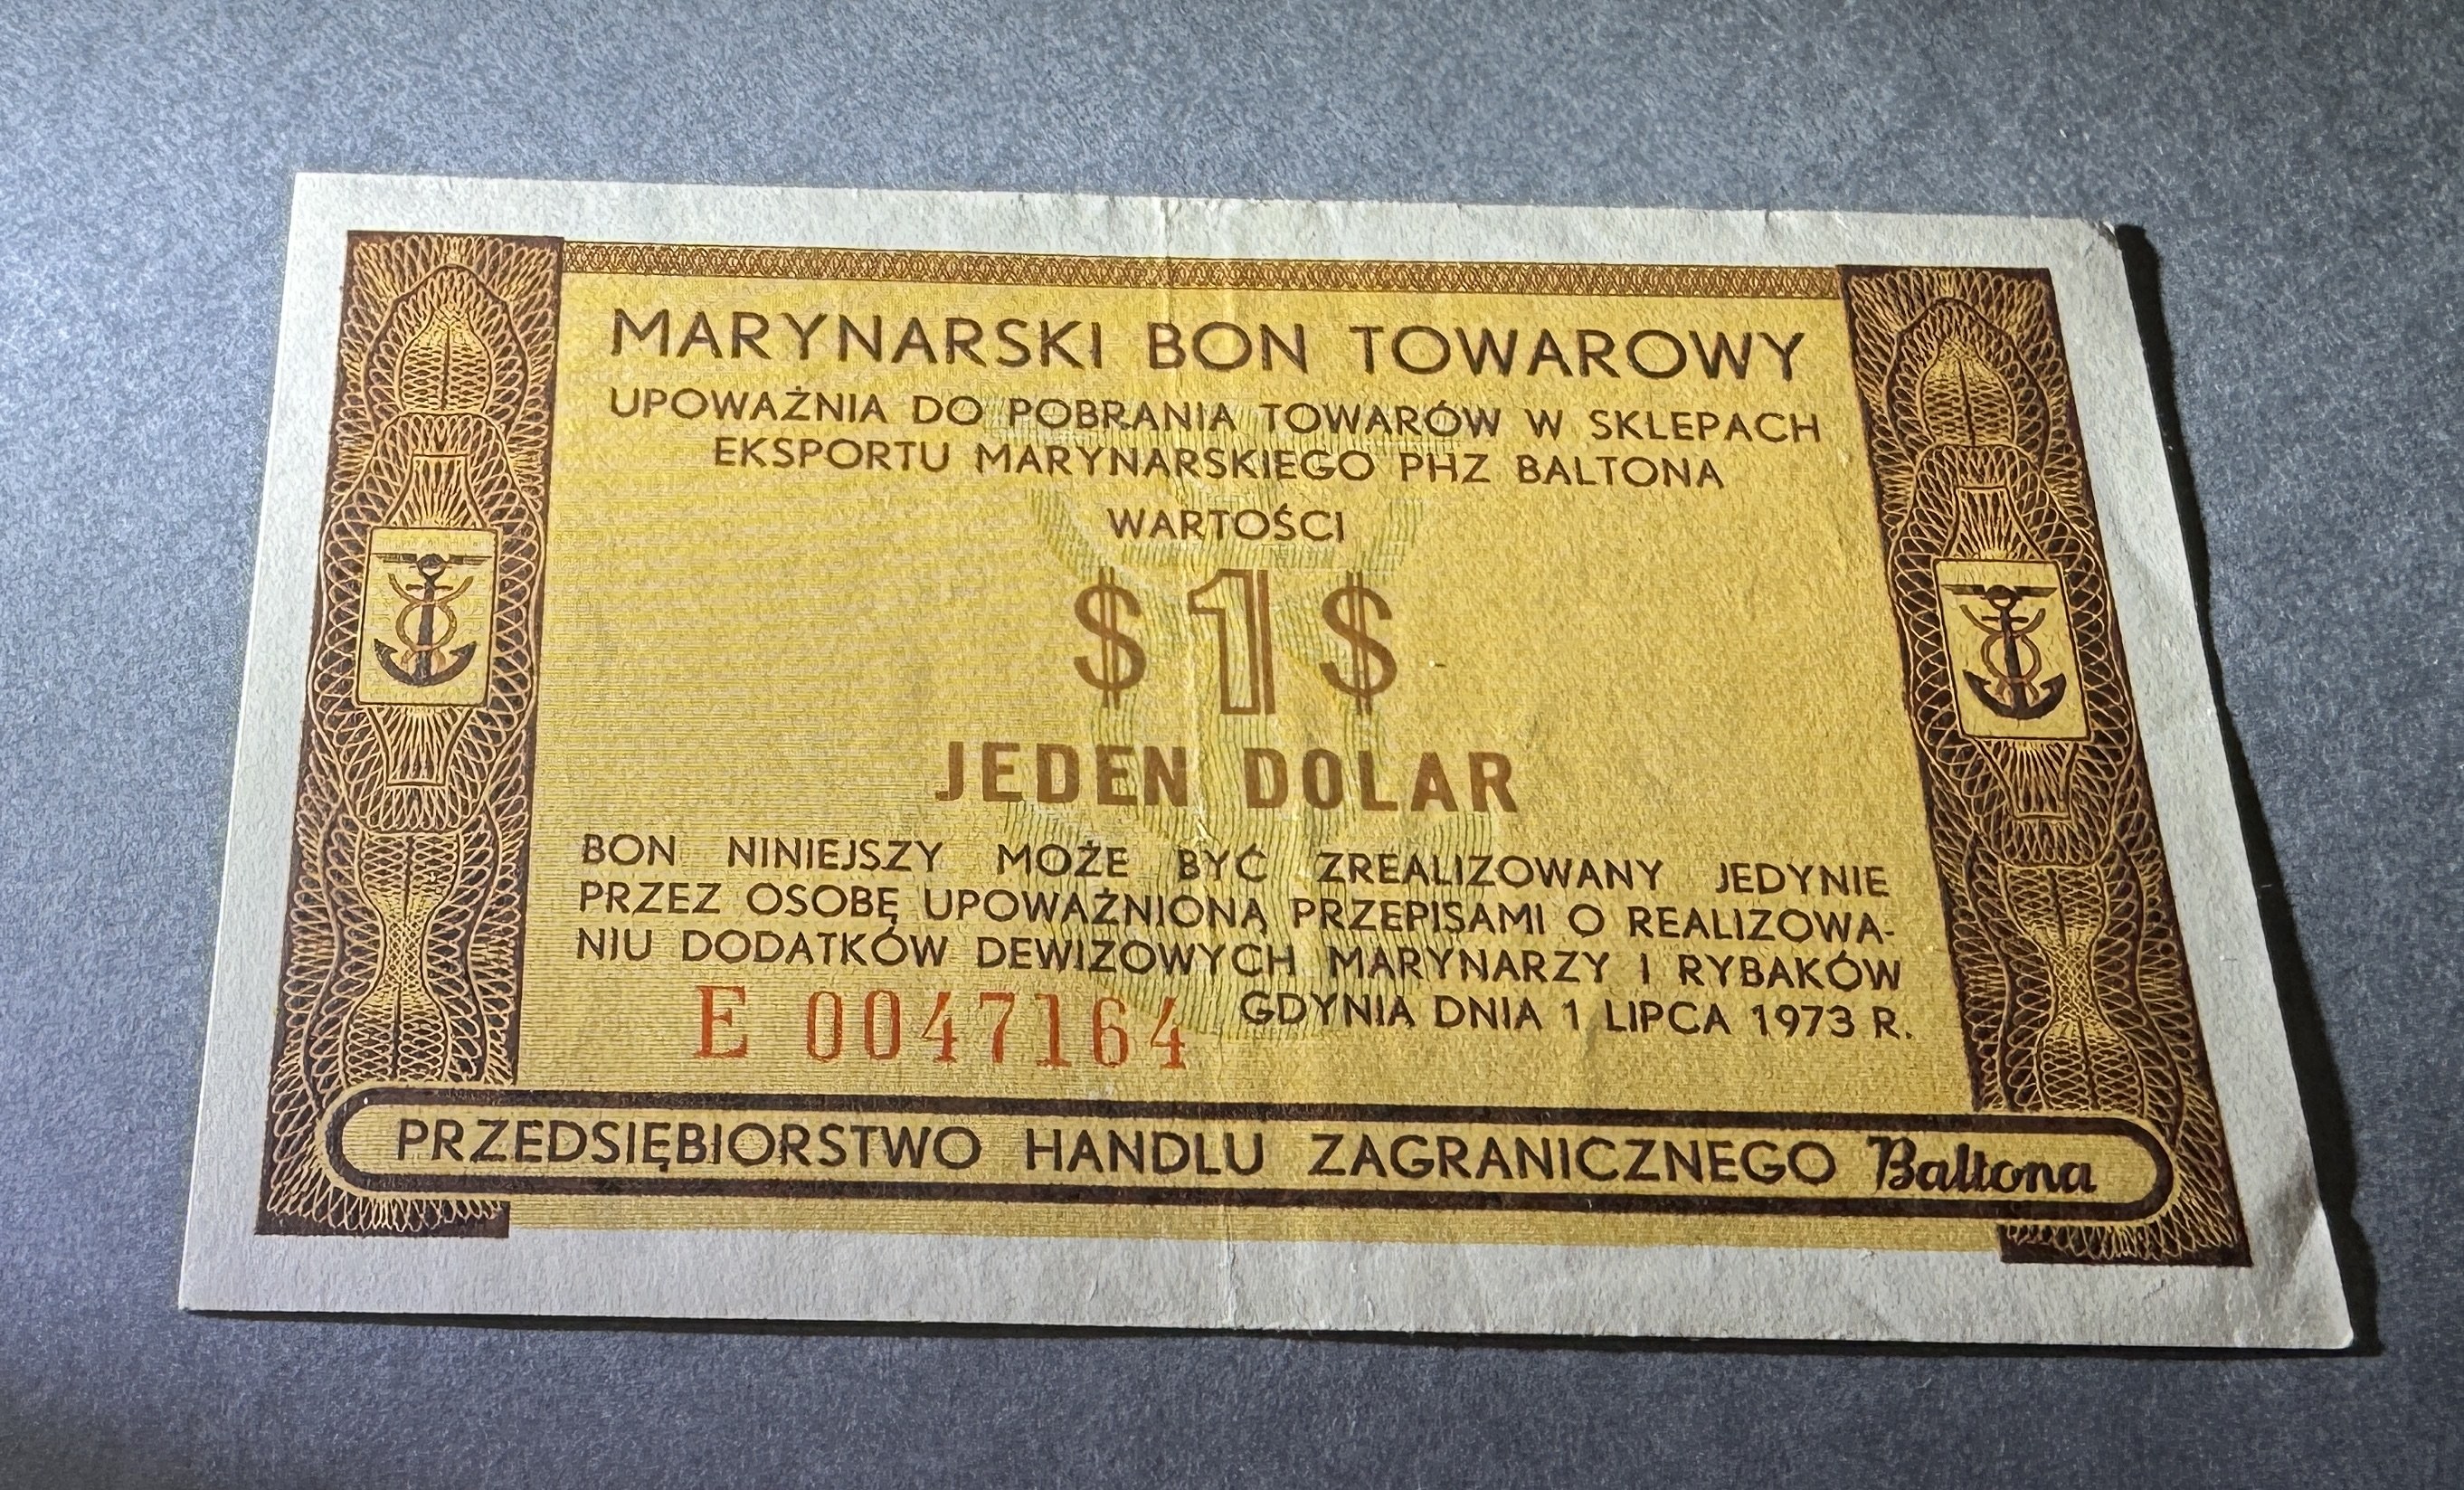 MARYNARSKI BON TOWAROWY
UPOWAŻNIA DO POBRANIA TOWARÓW W SKLEPACH
EKSPORTU MARYNARSKIEGO PHZ BALTONA
WARTOŚCI
$ 1 $
JEDEN DOLAR
BON NINIEJSZY MOŻE BYĆ ZREALIZOWANY JEDYNIE
PRZEZ OSOBĘ UPOWAŻNIONĄ PRZEPISAMI O REALIZOWA-
NIU DODATKÓW DEWIZOWYCH MARYNARZY I RYBAKÓW
E 0047164 GDYNIA DNIA 1 LIPCA 1973 R.
PRZEDSIĘBIORSTWO HANDLU ZAGRANICZNEGO Baltona